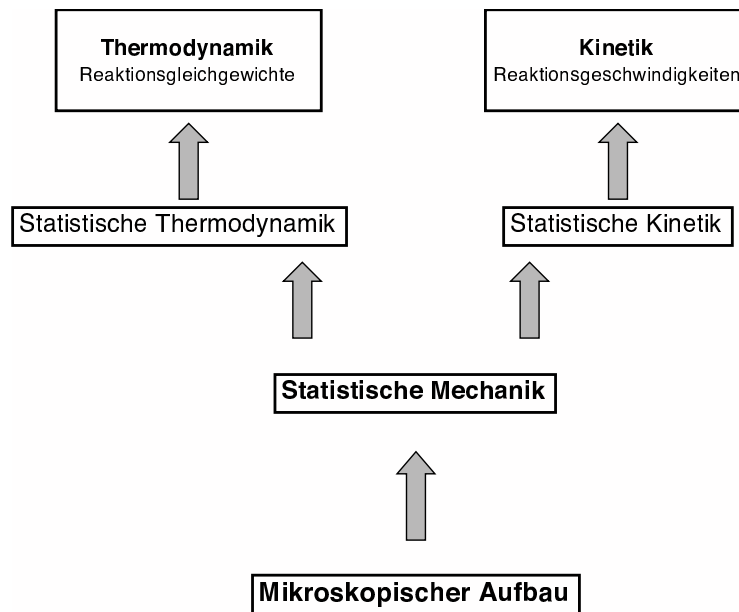 Thermodynamik
Reaktionsgleichgewichte
Kinetik
Reaktionsgeschwindigkeiten
Statistische Thermodynamik
Statistische Kinetik
Statistische Mechanik
Mikroskopischer Aufbau